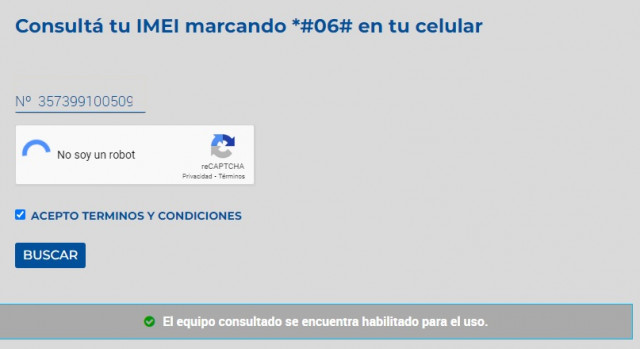 Consultá tu IMEI marcando *#06# en tu celular
Nº 357399100509
No soy un robot
reCAPTCHA
Privacidad - Términos
ACEPTO TERMINOS Y CONDICIONES
BUSCAR
El equipo consultado se encuentra habilitado para el uso.